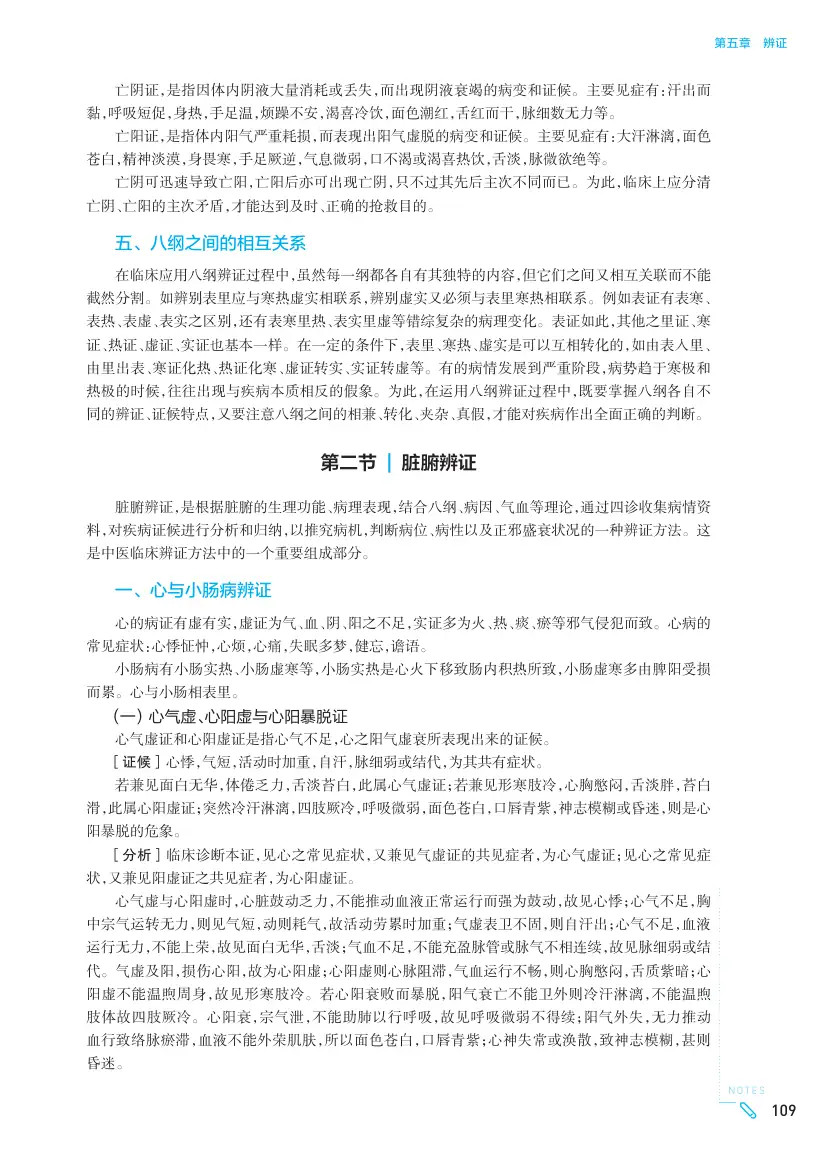 第五章 辨证
亡阴证,是指因体内阴液大量消耗或丢失,而出现阴液衰竭的病变和证候。主要见症有:汗出而
黏,呼吸短促,身热,手足温,烦躁不安,渴喜冷饮,面色潮红,舌红而干,脉细数无力等。
亡阳证,是指体内阳气严重耗损,而表现出阳气虚脱的病变和证候。主要见症有:大汗淋漓,面色
苍白,精神淡漠,身畏寒,手足厥逆,气息微弱,口不渴或渴喜热饮,舌淡,脉微欲绝等。
亡阴可迅速导致亡阳,亡阳后亦可出现亡阴,只不过其先后主次不同而已。为此,临床上应分清
亡阴、亡阳的主次矛盾,才能达到及时、正确的抢救目的。
五、八纲之间的相互关系
在临床应用八纲辨证过程中,虽然每一纲都各自有其独特的内容,但它们之间又相互关联而不能
截然分割。如辨别表里应与寒热虚实相联系,辨别虚实又必须与表里寒热相联系。例如表证有表寒、
表热、表虚、表实之区别,还有表寒里热、表实里虚等错综复杂的病理变化。表证如此,其他之里证、寒
证、热证、虚证、实证也基本一样。在一定的条件下,表里、寒热、虚实是可以互相转化的,如由表入里、
由里出表、寒证化热、热证化寒、虚证转实、实证转虚等。有的病情发展到严重阶段,病势趋于寒极和
热极的时候,往往出现与疾病本质相反的假象。为此,在运用八纲辨证过程中,既要掌握八纲各自不
同的辨证、证候特点,又要注意八纲之间的相兼、转化、夹杂、真假,才能对疾病作出全面正确的判断。
第二节 | 脏腑辨证
脏腑辨证,是根据脏腑的生理功能、病理表现,结合八纲、病因、气血等理论,通过四诊收集病情资
料,对疾病证候进行分析和归纳,以推究病机,判断病位、病性以及正邪盛衰状况的一种辨证方法。这
是中医临床辨证方法中的一个重要组成部分。
一、心与小肠病辨证
心的病证有虚有实,虚证为气、血、阴、阳之不足,实证多为火、热、痰、瘀等邪气侵犯而致。心病的
常见症状:心悸怔忡,心烦,心痛,失眠多梦,健忘,谵语。
小肠病有小肠实热、小肠虚寒等,小肠实热是心火下移致肠内积热所致,小肠虚寒多由脾阳受损
而累。心与小肠相表里。
(一)心气虚、心阳虚与心阳暴脱证
心气虚证和心阳虚证是指心气不足,心之阳气虚衰所表现出来的证候。
[证候]心悸,气短,活动时加重,自汗,脉细弱或结代,为其共有症状。
若兼见面白无华,体倦乏力,舌淡苔白,此属心气虚证;若兼见形寒肢冷,心胸憋闷,舌淡胖,苔白
滑,此属心阳虚证;突然冷汗淋漓,四肢厥冷,呼吸微弱,面色苍白,口唇青紫,神志模糊或昏迷,则是心
阳暴脱的危象。
[分析]临床诊断本证,见心之常见症状,又兼见气虚证的共见症者,为心气虚证;见心之常见症
状,又兼见阳虚证之共见症者,为心阳虚证。
心气虚与心阳虚时,心脏鼓动乏力,不能推动血液正常运行而强为鼓动,故见心悸;心气不足,胸
中宗气运转无力,则见气短,动则耗气,故活动劳累时加重;气虚表卫不固,则自汗出;心气不足,血液
运行无力,不能上荣,故见面白无华,舌淡;气血不足,不能充盈脉管或脉气不相连续,故见脉细弱或结
代。气虚及阳,损伤心阳,故为心阳虚;心阳虚则心脉阻滞,气血运行不畅,则心胸憋闷,舌质紫暗;心
阳虚不能温煦周身,故见形寒肢冷。若心阳衰败而暴脱,阳气衰亡不能卫外则冷汗淋漓,不能温煦
肢体故四肢厥冷。心阳衰,宗气泄,不能助肺以行呼吸,故见呼吸微弱不得续;阳气外失,无力推动
血行致络脉瘀滞,血液不能外荣肌肤,所以面色苍白,口唇青紫;心神失常或涣散,致神志模糊,甚则
昏迷。
NOTES
109